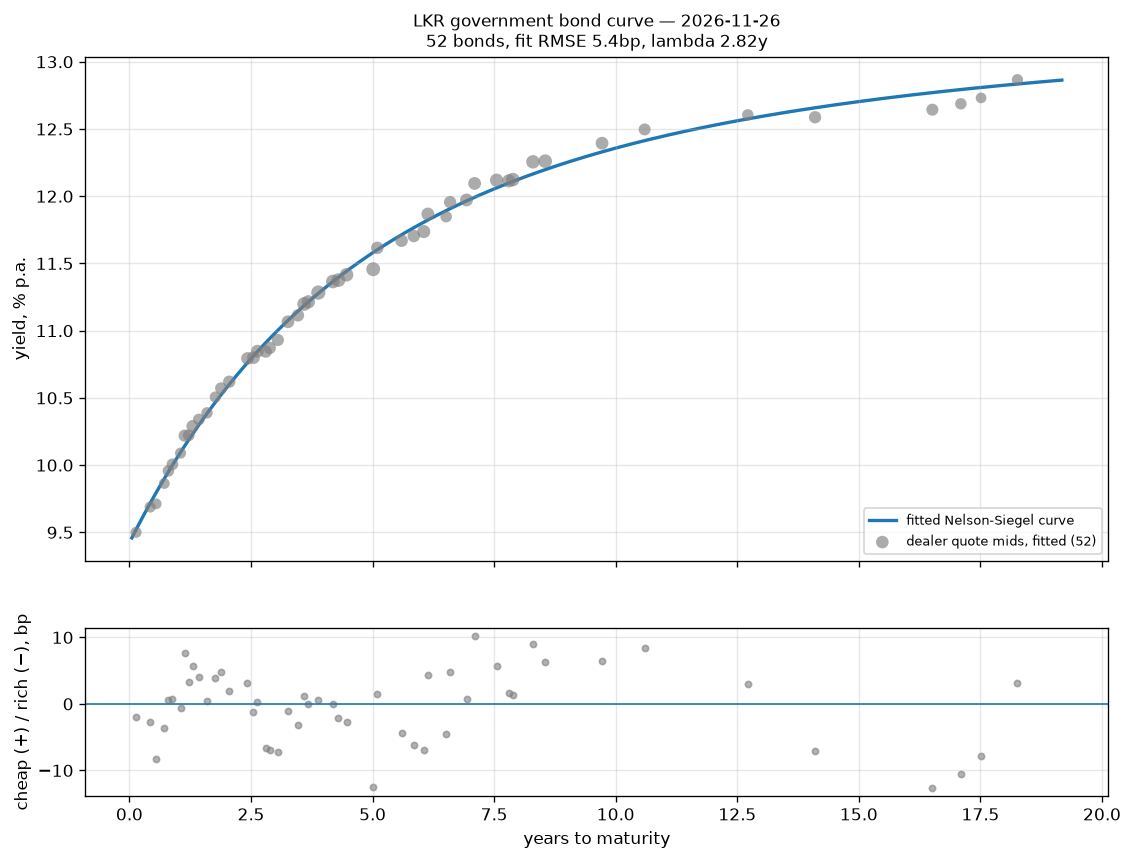 LKR government bond curve — 2026-11-26
52 bonds, fit RMSE 5.4bp, lambda 2.82y
yield, % p.a.
13.0
12.5
12.0
11.5
11.0
10.5
10.0
9.5
fitted Nelson-Siegel curve
dealer quote mids, fitted (52)
cheap (+) / rich (−), bp
10
0
−10
0.0 2.5 5.0 7.5 10.0 12.5 15.0 17.5 20.0
years to maturity